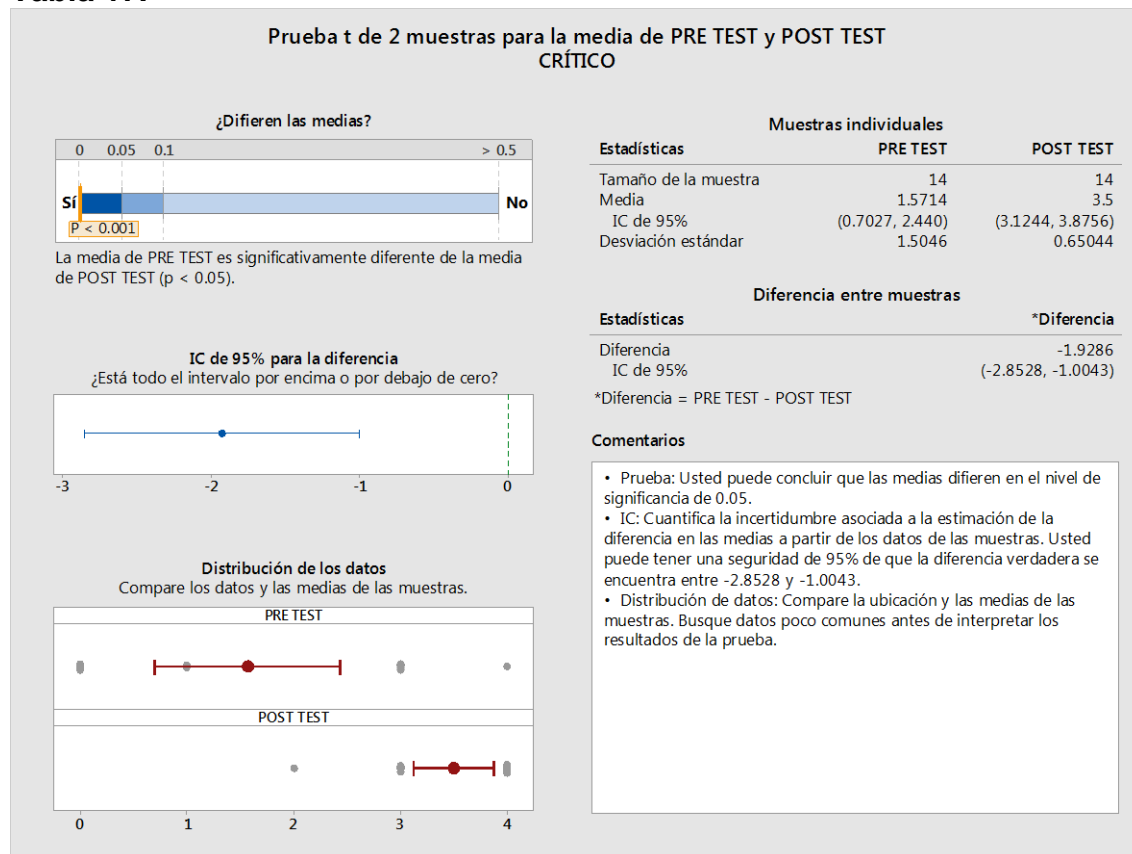 Prueba t de 2 muestras para la media de PRE TEST y POST TEST
CRÍTICO
¿Difieren las medias?
0 0.05 0.1 > 0.5
Sí No
P < 0.001
La media de PRE TEST es significativamente diferente de la media
de POST TEST (p < 0.05).
IC de 95% para la diferencia
¿Está todo el intervalo por encima o por debajo de cero?
-3 -2 -1 0
Distribución de los datos
Compare los datos y las medias de las muestras.
PRE TEST
POST TEST
0 1 2 3 4
Muestras individuales
Estadísticas PRE TEST POST TEST
Tamaño de la muestra 14 14
Media 1.5714 3.5
IC de 95% (0.7027, 2.440) (3.1244, 3.8756)
Desviación estándar 1.5046 0.65044
Diferencia entre muestras
Estadísticas *Diferencia
Diferencia -1.9286
IC de 95% (-2.8528, -1.0043)
*Diferencia = PRE TEST - POST TEST
Comentarios
• Prueba: Usted puede concluir que las medias difieren en el nivel de
significancia de 0.05.
• IC: Cuantifica la incertidumbre asociada a la estimación de la
diferencia en las medias a partir de los datos de las muestras. Usted
puede tener una seguridad de 95% de que la diferencia verdadera se
encuentra entre -2.8528 y -1.0043.
• Distribución de datos: Compare la ubicación y las medias de las
muestras. Busque datos poco comunes antes de interpretar los
resultados de la prueba.